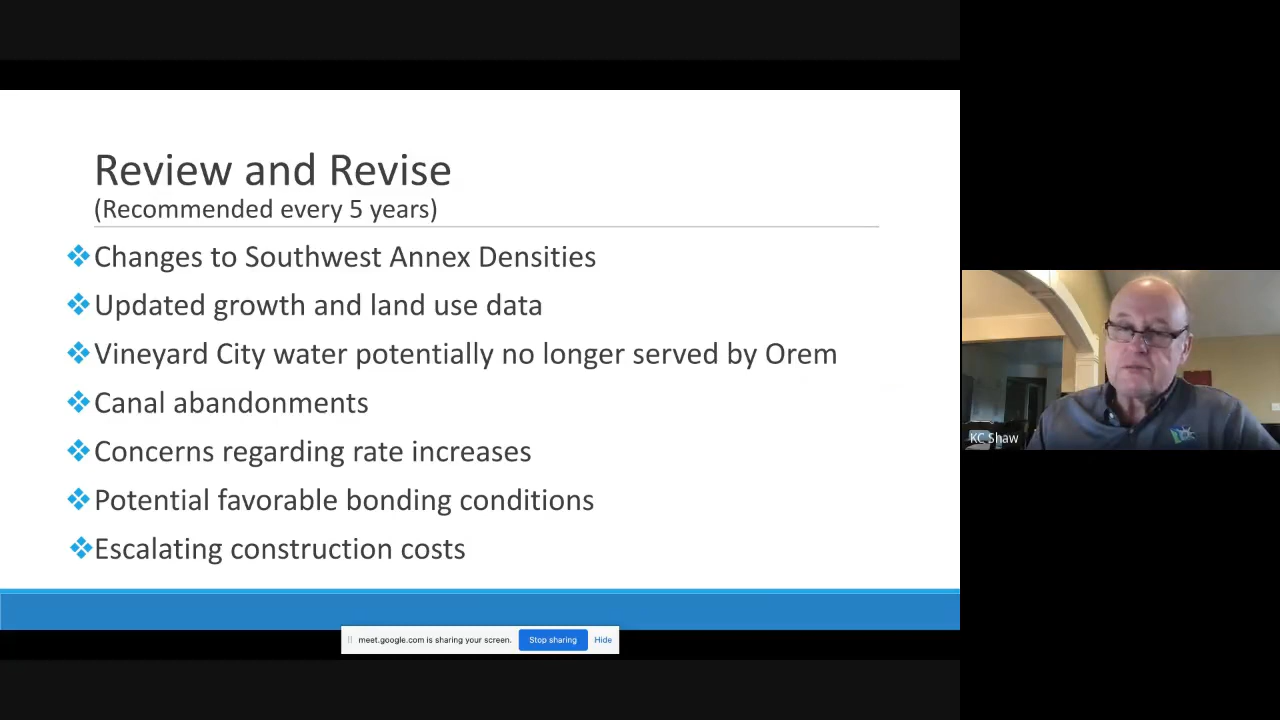 Review and Revise
(Recommended every 5 years)
Changes to Southwest Annex Densities
Updated growth and land use data
Vineyard City water potentially no longer served by Orem
Canal abandonments
Concerns regarding rate increases
Potential favorable bonding conditions
Escalating construction costs
KC Shaw
meet.google.com is sharing your screen. Stop sharing Hide